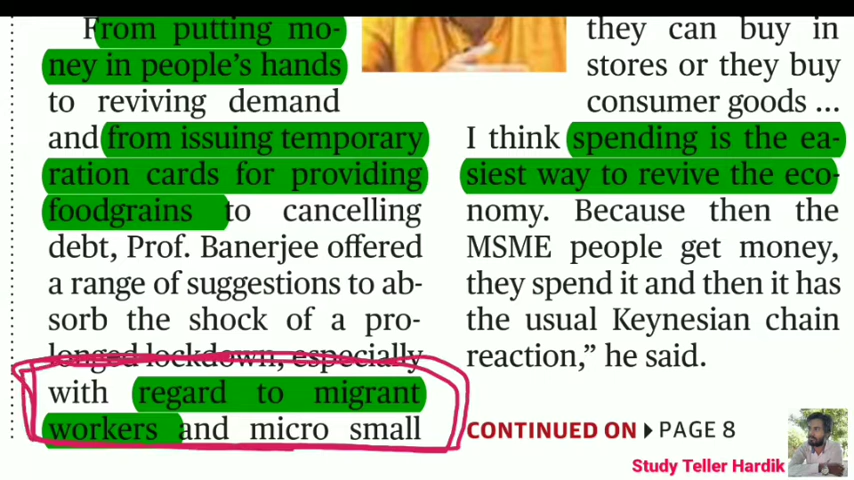 From putting mo-
ney in people's hands
to reviving demand
and from issuing temporary
ration cards for providing
foodgrains to cancelling
debt, Prof. Banerjee offered
a range of suggestions to ab-
sorb the shock of a pro-
longed lockdown, especially
with regard to migrant
workers and micro small
they can buy in
stores or they buy
consumer goods ...
I think spending is the ea-
siest way to revive the eco-
nomy. Because then the
MSME people get money,
they spend it and then it has
the usual Keynesian chain
reaction,” he said.
CONTINUED ON ▸ PAGE 8
Study Teller Hardik